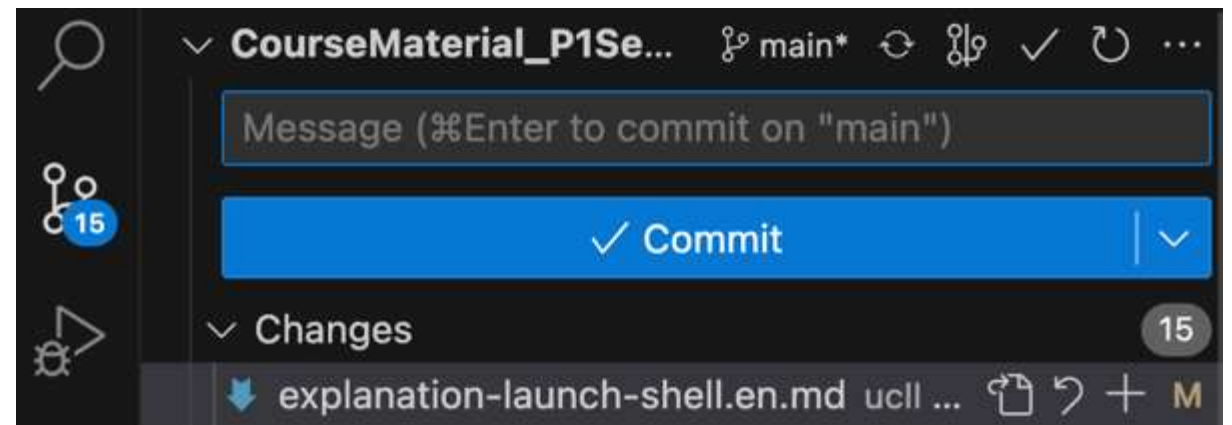 CourseMaterial_P1Se... main*
Message (⌘Enter to commit on "main")
15
Commit
Changes 15
explanation-launch-shell.en.md ucll ... M